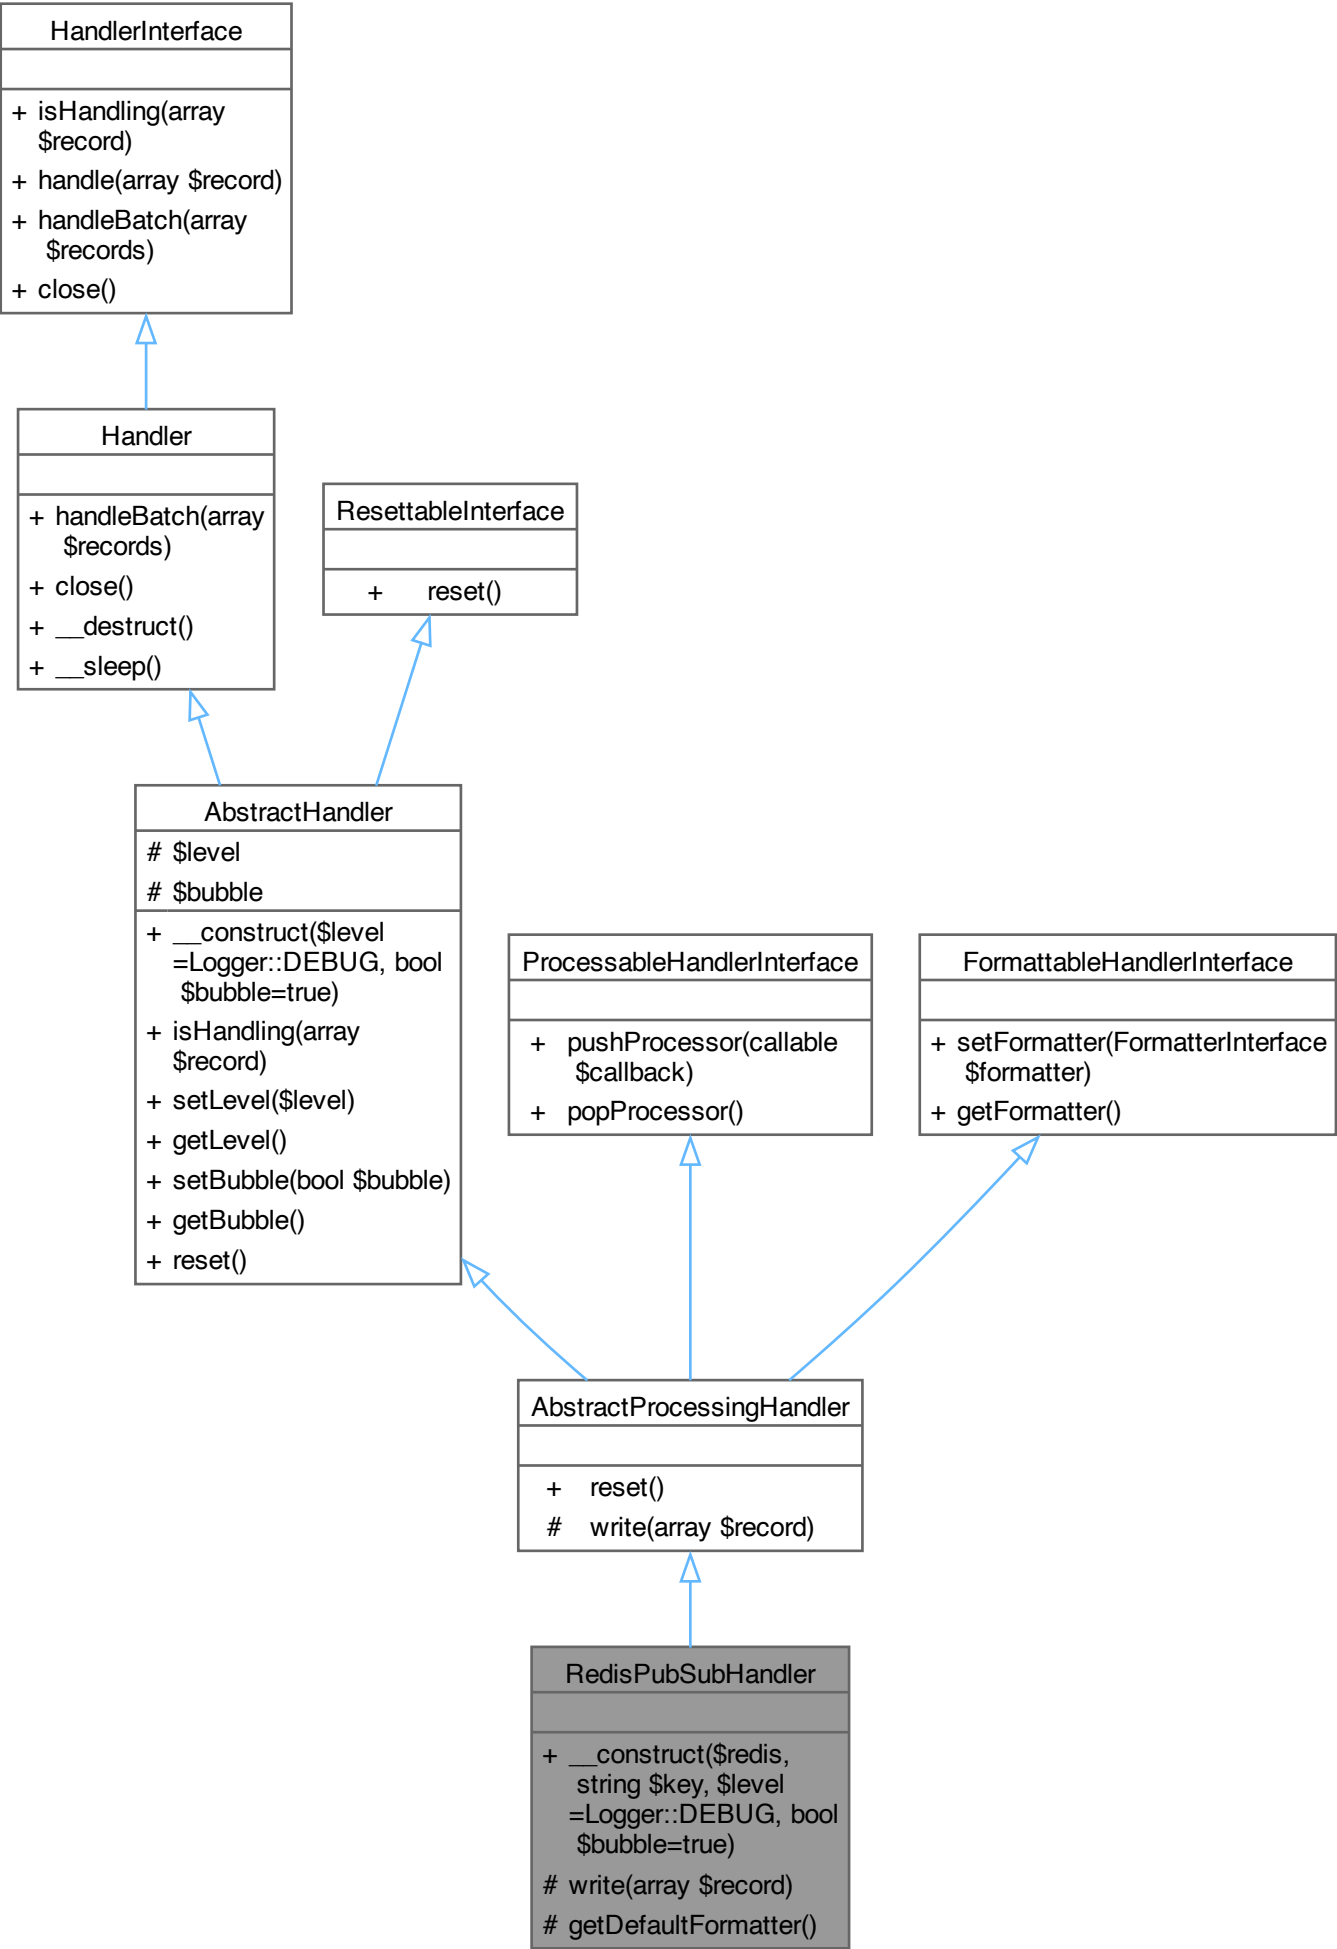 HandlerInterface
+ isHandling(array
$record)
+ handle(array $record)
+ handleBatch(array
$records)
+ close()
Handler
+ handleBatch(array
$records)
+ close()
+ __destruct()
+ __sleep()
ResettableInterface
+ reset()
AbstractHandler
# $level
# $bubble
+ __construct($level
=Logger::DEBUG, bool
$bubble=true)
+ isHandling(array
$record)
+ setLevel($level)
+ getLevel()
+ setBubble(bool $bubble)
+ getBubble()
+ reset()
ProcessableHandlerInterface
+ pushProcessor(callable
$callback)
+ popProcessor()
FormattableHandlerInterface
+ setFormatter(FormatterInterface
$formatter)
+ getFormatter()
AbstractProcessingHandler
+ reset()
# write(array $record)
RedisPubSubHandler
+ __construct($redis,
string $key, $level
=Logger::DEBUG, bool
$bubble=true)
# write(array $record)
# getDefaultFormatter()